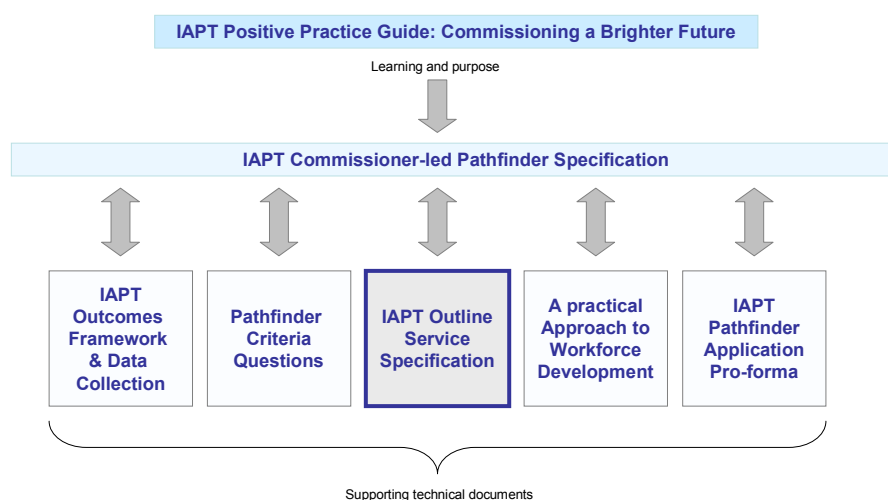 IAPT Positive Practice Guide: Commissioning a Brighter Future
Learning and purpose
IAPT Commissioner-led Pathfinder Specification
IAPT
Outcomes
Framework
& Data
Collection
Pathfinder
Criteria
Questions
IAPT Outline
Service
Specification
A practical
Approach to
Workforce
Development
IAPT
Pathfinder
Application
Pro-forma
Supporting technical documents